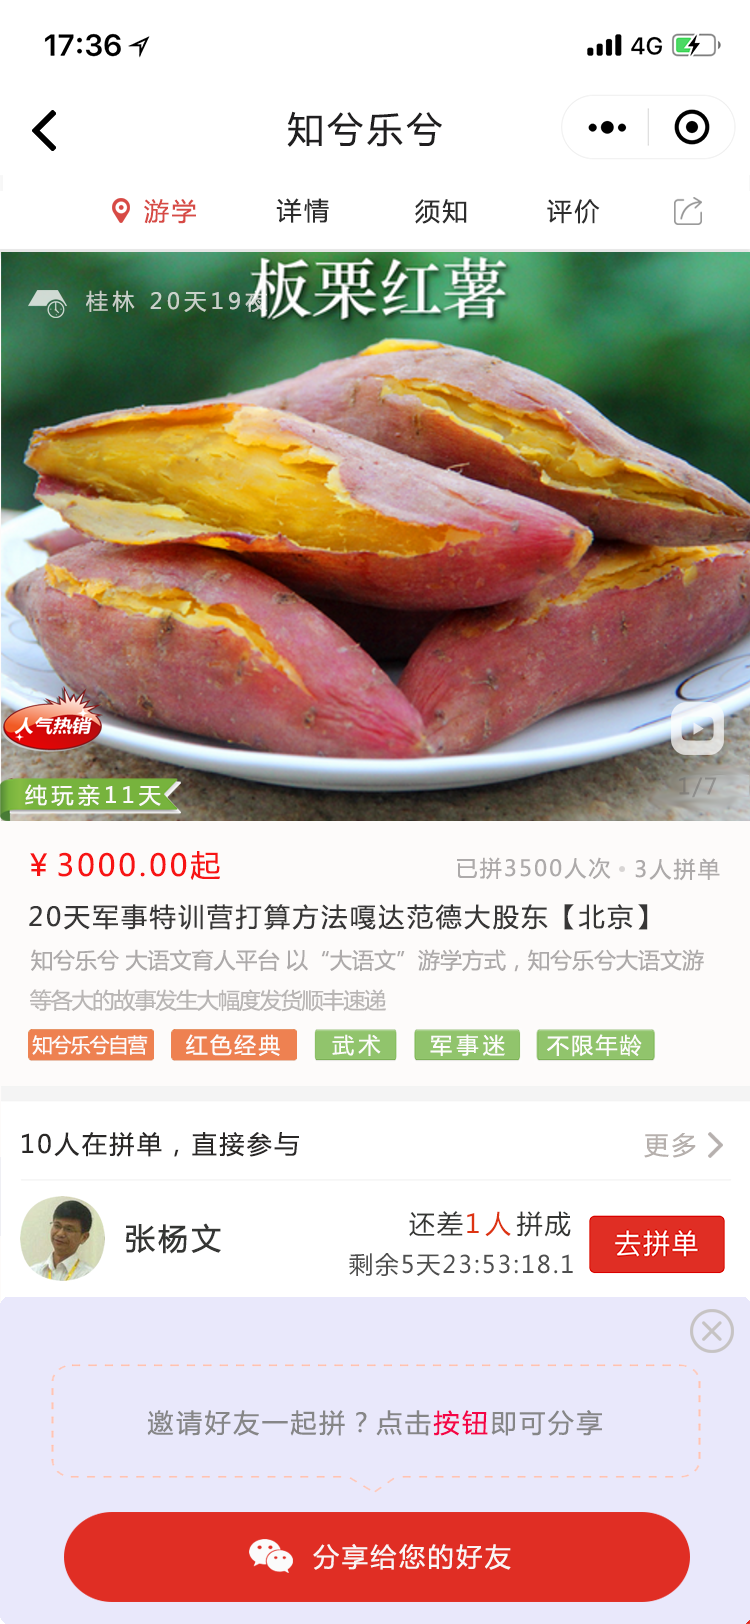 17:36
4G
知兮乐兮
游学 详情 须知 评价
板栗红薯
桂林 20天19夜
人气热销
纯玩亲11天
1/7
¥ 3000.00起
已拼3500人次 • 3人拼单
20天军事特训营打算方法嘎达范德大股东【北京】
知兮乐兮 大语文育人平台 以“大语文”游学方式，知兮乐兮大语文游
等各大的故事发生大幅度发货顺丰速递
知兮乐兮自营 红色经典 武术 军事迷 不限年龄
10人在拼单，直接参与
更多
张杨文
还差1人拼成
剩余5天23:53:18.1
去拼单
邀请好友一起拼？点击按钮即可分享
分享给您的好友